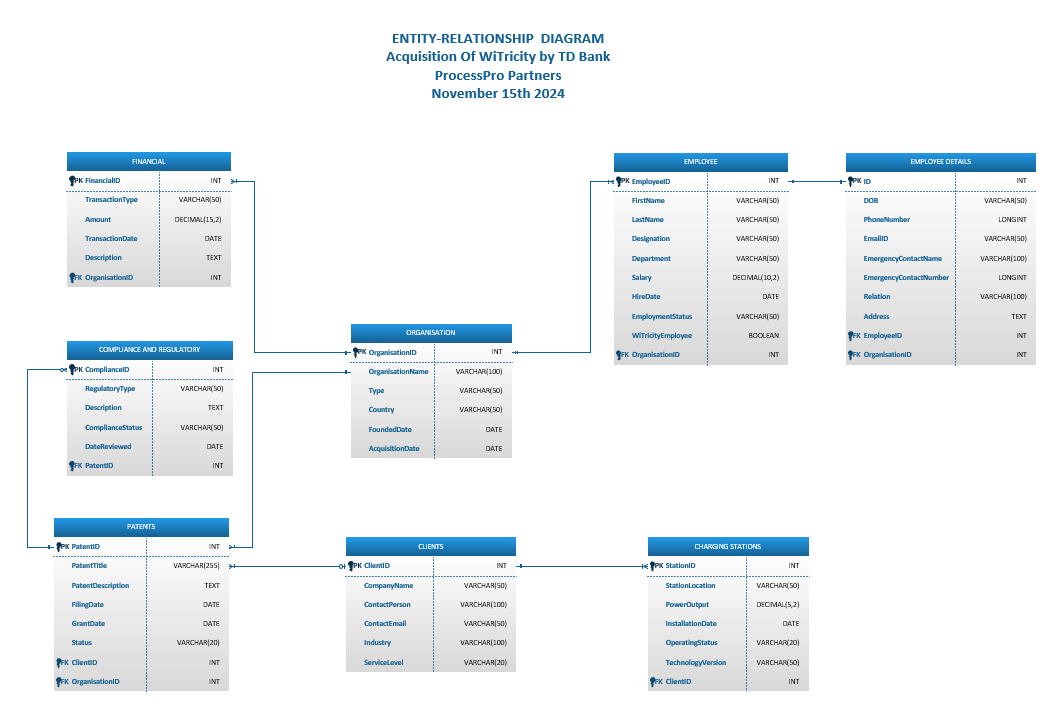 ENTITY-RELATIONSHIP DIAGRAM
Acquisition Of WiTricity by TD Bank
ProcessPro Partners
November 15th 2024
FINANCIAL
PK FinancialID INT
TransactionType VARCHAR(50)
Amount DECIMAL(15,2)
TransactionDate DATE
Description TEXT
FK OrganisationID INT
EMPLOYEE
PK EmployeeID INT
FirstName VARCHAR(50)
LastName VARCHAR(50)
Designation VARCHAR(50)
Department VARCHAR(50)
Salary DECIMAL(10,2)
HireDate DATE
EmploymentStatus VARCHAR(50)
WiTricityEmployee BOOLEAN
FK OrganisationID INT
EMPLOYEE DETAILS
PK ID INT
DOB VARCHAR(50)
PhoneNumber LONGINT
EmailID VARCHAR(50)
EmergencyContactName VARCHAR(100)
EmergencyContactNumber LONGINT
Relation VARCHAR(100)
Address TEXT
FK EmployeeID INT
FK OrganisationID INT
ORGANISATION
PK OrganisationID INT
OrganisationName VARCHAR(100)
Type VARCHAR(50)
Country VARCHAR(50)
FoundedDate DATE
AcquisitionDate DATE
COMPLIANCE AND REGULATORY
PK ComplianceID INT
RegulatoryType VARCHAR(50)
Description TEXT
ComplianceStatus VARCHAR(50)
DateReviewed DATE
FK PatentID INT
PATENTS
PK PatentID INT
PatentTitle VARCHAR(255)
PatentDescription TEXT
FilingDate DATE
GrantDate DATE
Status VARCHAR(20)
FK ClientID INT
FK OrganisationID INT
CLIENTS
PK ClientID INT
CompanyName VARCHAR(50)
ContactPerson VARCHAR(100)
ContactEmail VARCHAR(50)
Industry VARCHAR(100)
ServiceLevel VARCHAR(20)
CHARGING STATIONS
PK StationID INT
StationLocation VARCHAR(50)
PowerOutput DECIMAL(5,2)
InstallationDate DATE
OperatingStatus VARCHAR(20)
TechnologyVersion VARCHAR(50)
FK ClientID INT